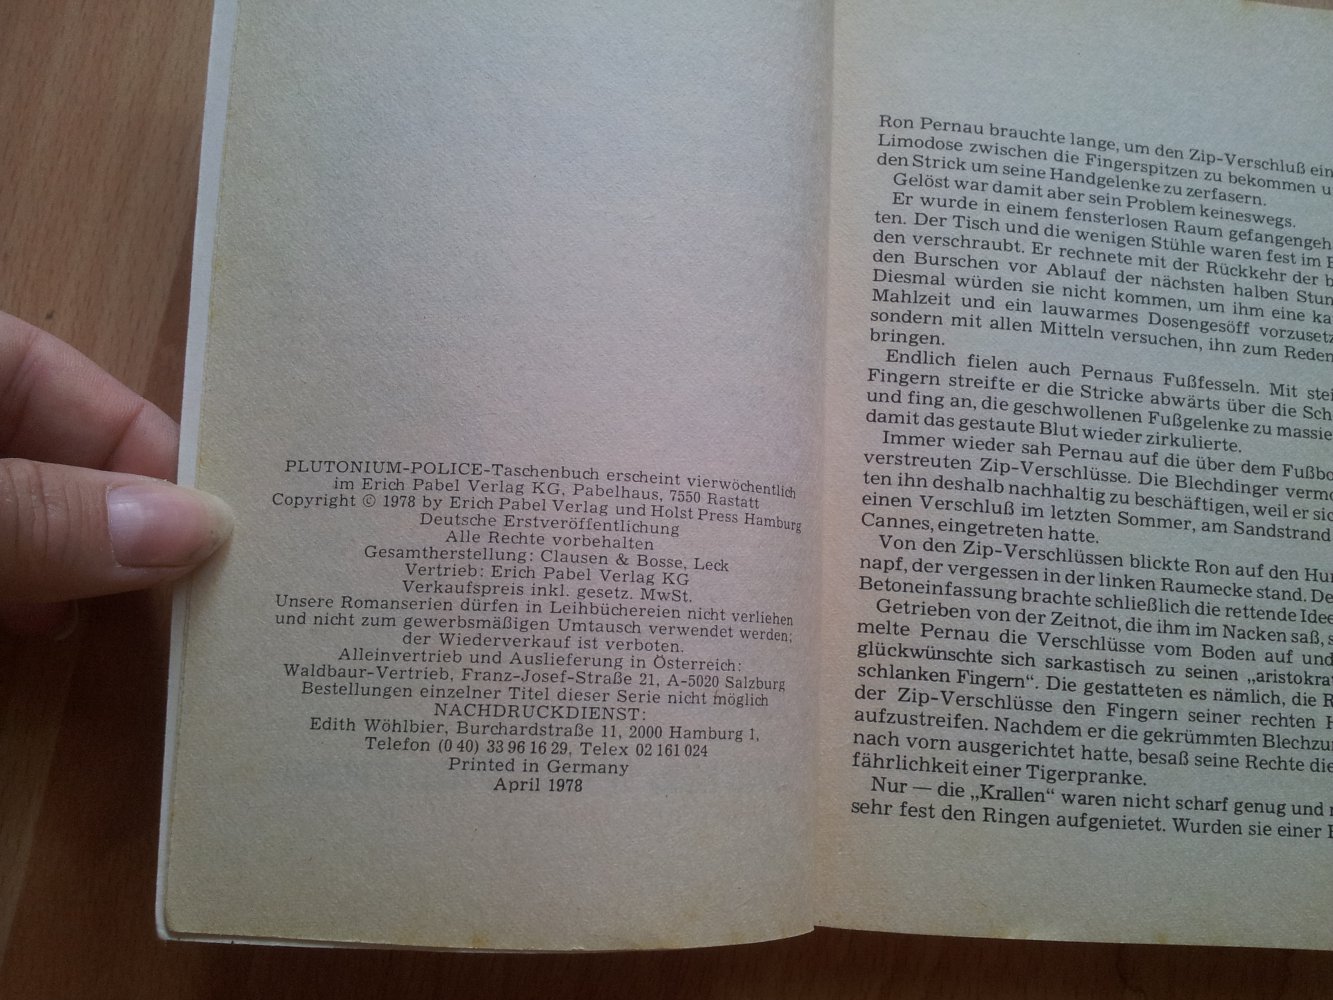 PLUTONIUM-POLICE-Taschenbuch erscheint vierwöchentlich
im Erich Pabel Verlag KG, Pabelhaus, 7550 Rastatt
Copyright © 1978 by Erich Pabel Verlag und Holst Press Hamburg
Deutsche Erstveröffentlichung
Alle Rechte vorbehalten
Gesamtherstellung: Clausen & Bosse, Leck
Vertrieb: Erich Pabel Verlag KG
Verkaufspreis inkl. gesetz. MwSt.
Unsere Romanserien dürfen in Leihbüchereien nicht verliehen
und nicht zum gewerbsmäßigen Umtausch verwendet werden;
der Wiederverkauf ist verboten.
Alleinvertrieb und Auslieferung in Österreich:
Waldbaur-Vertrieb, Franz-Josef-Straße 21, A-5020 Salzburg
Bestellungen einzelner Titel dieser Serie nicht möglich
NACHDRUCKDIENST:
Edith Wöhlbier, Burchardstraße 11, 2000 Hamburg 1,
Telefon (0 40) 33 96 16 29, Telex 02 161 024
Printed in Germany
April 1978
Ron Pernau brauchte lange, um den Zip-Verschluß ein
Limodose zwischen die Fingerspitzen zu bekommen u
den Strick um seine Handgelenke zu zerfasern.
Gelöst war damit aber sein Problem keineswegs.
Er wurde in einem fensterlosen Raum gefangengeh
ten. Der Tisch und die wenigen Stühle waren fest im B
den verschraubt. Er rechnete mit der Rückkehr der b
den Burschen vor Ablauf der nächsten halben Stun
Diesmal würden sie nicht kommen, um ihm eine ka
Mahlzeit und ein lauwarmes Dosengesöff vorzusetz
sondern mit allen Mitteln versuchen, ihn zum Reden
bringen.
Endlich fielen auch Pernaus Fußfesseln. Mit stei
Fingern streifte er die Stricke abwärts über die Sch
und fing an, die geschwollenen Fußgelenke zu massie
damit das gestaute Blut wieder zirkulierte.
Immer wieder sah Pernau auf die über dem Fußbo
verstreuten Zip-Verschlüsse. Die Blechdinger vermo
ten ihn deshalb nachhaltig zu beschäftigen, weil er sic
einen Verschluß im letzten Sommer, am Sandstrand
Cannes, eingetreten hatte.
Von den Zip-Verschlüssen blickte Ron auf den Hun
napf, der vergessen in der linken Raumecke stand. De
Betoneinfassung brachte schließlich die rettende Idee
Getrieben von der Zeitnot, die ihm im Nacken saß, s
melte Pernau die Verschlüsse vom Boden auf und
glückwünschte sich sarkastisch zu seinen „aristokra
schlanken Fingern“. Die gestatteten es nämlich, die R
der Zip-Verschlüsse den Fingern seiner rechten H
aufzustreifen. Nachdem er die gekrümmten Blechzun
nach vorn ausgerichtet hatte, besaß seine Rechte die
fährlichkeit einer Tigerpranke.
Nur — die „Krallen“ waren nicht scharf genug und n
sehr fest den Ringen aufgenietet. Wurden sie einer